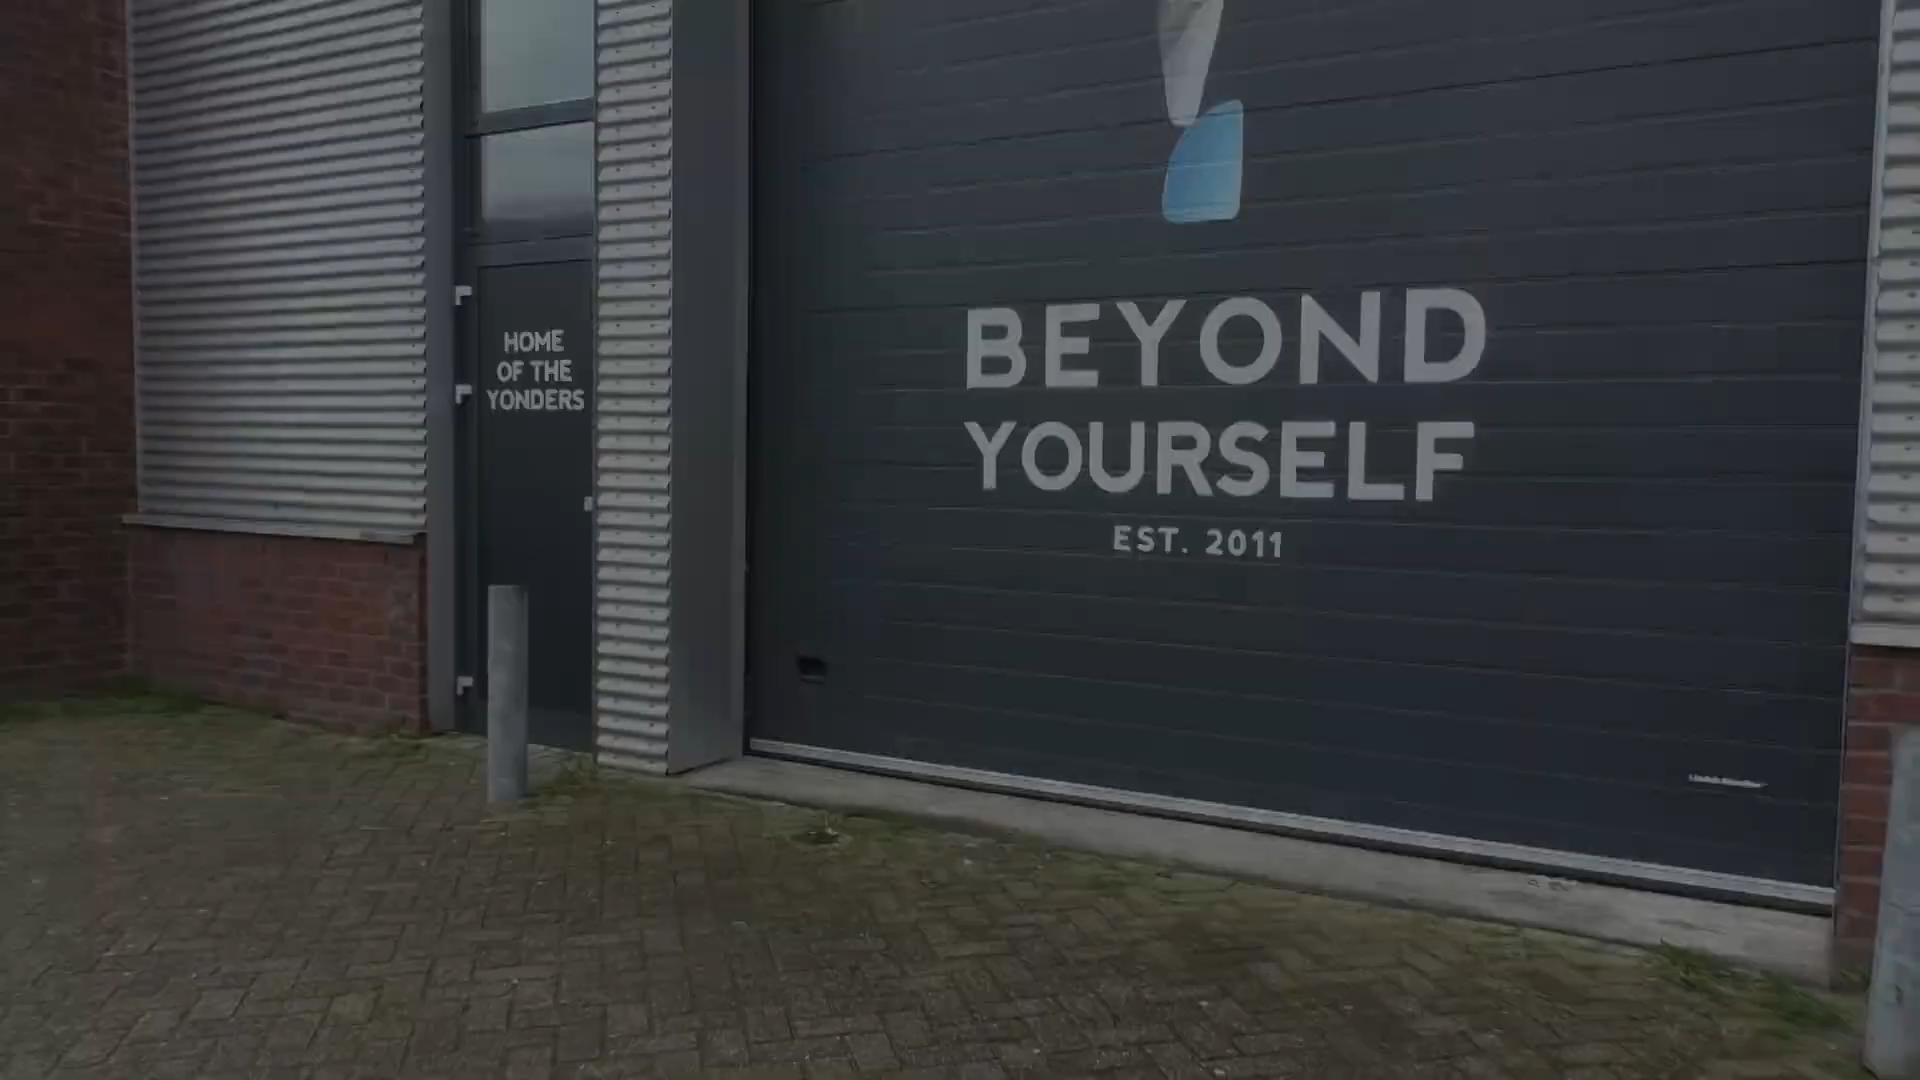 HOME
OF THE
YONDERS
BEYOND
YOURSELF
EST. 2011